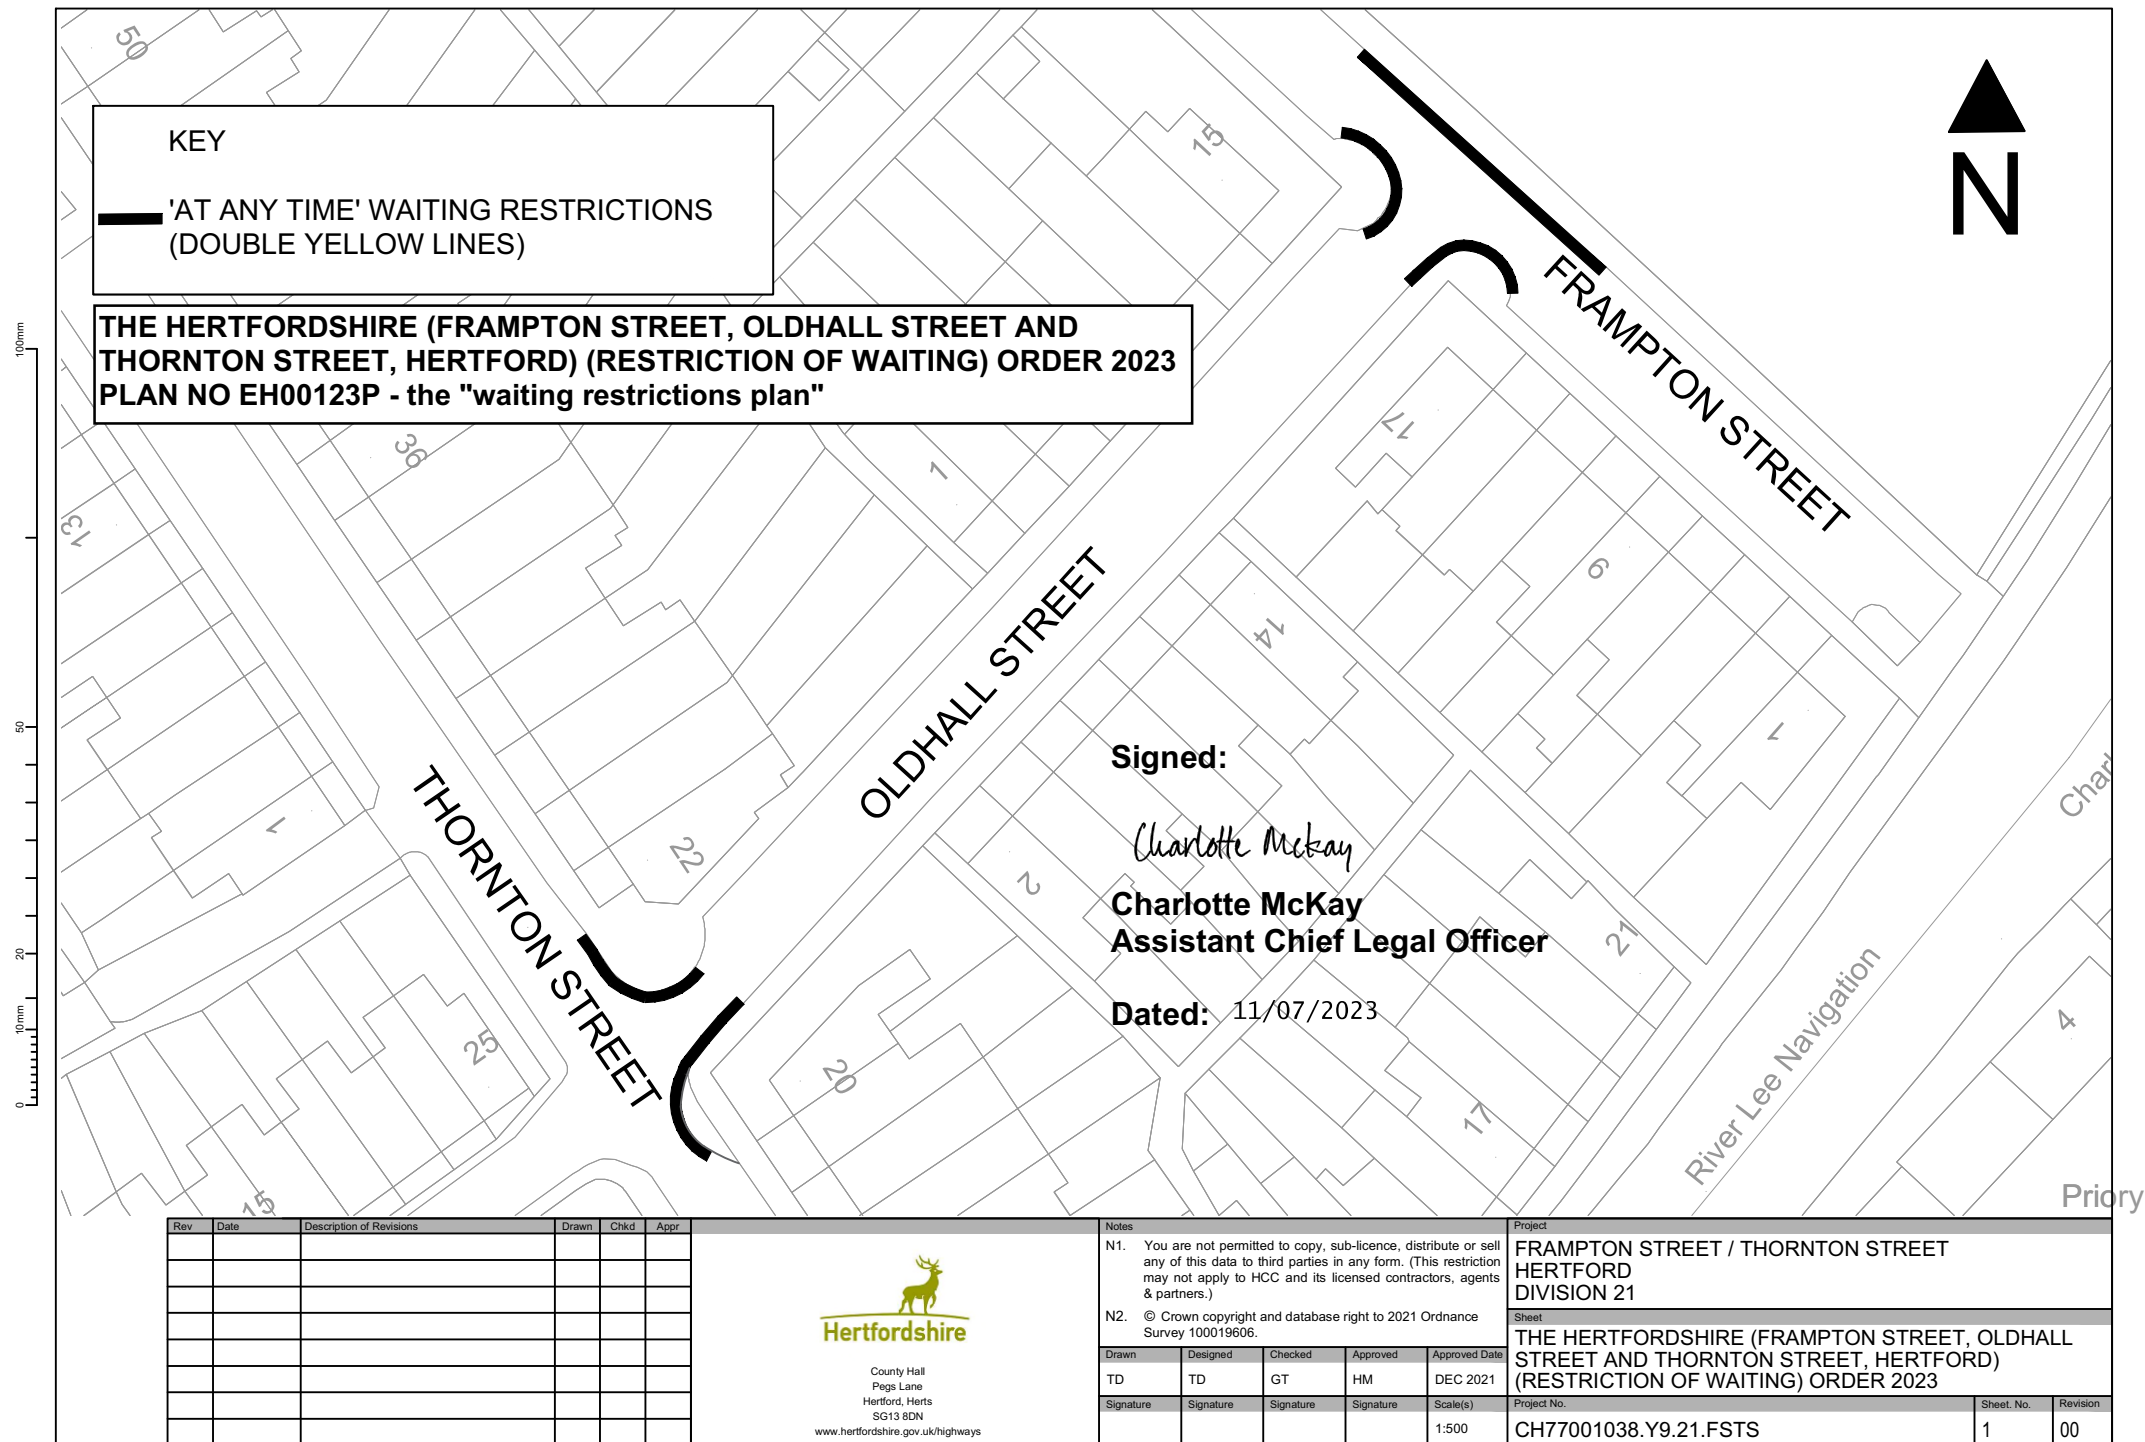 50
15
KEY
'AT ANY TIME' WAITING RESTRICTIONS
(DOUBLE YELLOW LINES)
N
THE HERTFORDSHIRE (FRAMPTON STREET, OLDHALL STREET AND
THORNTON STREET, HERTFORD) (RESTRICTION OF WAITING) ORDER 2023
PLAN NO EH00123P - the "waiting restrictions plan"
FRAMPTON STREET
100mm
50
20
10mm
0
36
1
17
13
9
14
OLDHALL STREET
THORNTON STREET
1
1
22
2
Signed:
Charlotte McKay
Charlotte McKay
Assistant Chief Legal Officer
Dated: 11/07/2023
Charl
21
25
20
17
4
River Lee Navigation
15
Priory
Rev Date Description of Revisions Drawn Chkd Appr
Hertfordshire
County Hall
Pegs Lane
Hertford, Herts
SG13 8DN
www.hertfordshire.gov.uk/highways
Notes
N1. You are not permitted to copy, sub-licence, distribute or sell
any of this data to third parties in any form. (This restriction
may not apply to HCC and its licensed contractors, agents
& partners.)
N2. © Crown copyright and database right to 2021 Ordnance
Survey 100019606.
Drawn Designed Checked Approved Approved Date
TD TD GT HM DEC 2021
Signature Signature Signature Signature Scale(s)
1:500
Project
FRAMPTON STREET / THORNTON STREET
HERTFORD
DIVISION 21
Sheet
THE HERTFORDSHIRE (FRAMPTON STREET, OLDHALL
STREET AND THORNTON STREET, HERTFORD)
(RESTRICTION OF WAITING) ORDER 2023
Project No. Sheet. No. Revision
CH77001038.Y9.21.FSTS 1 00